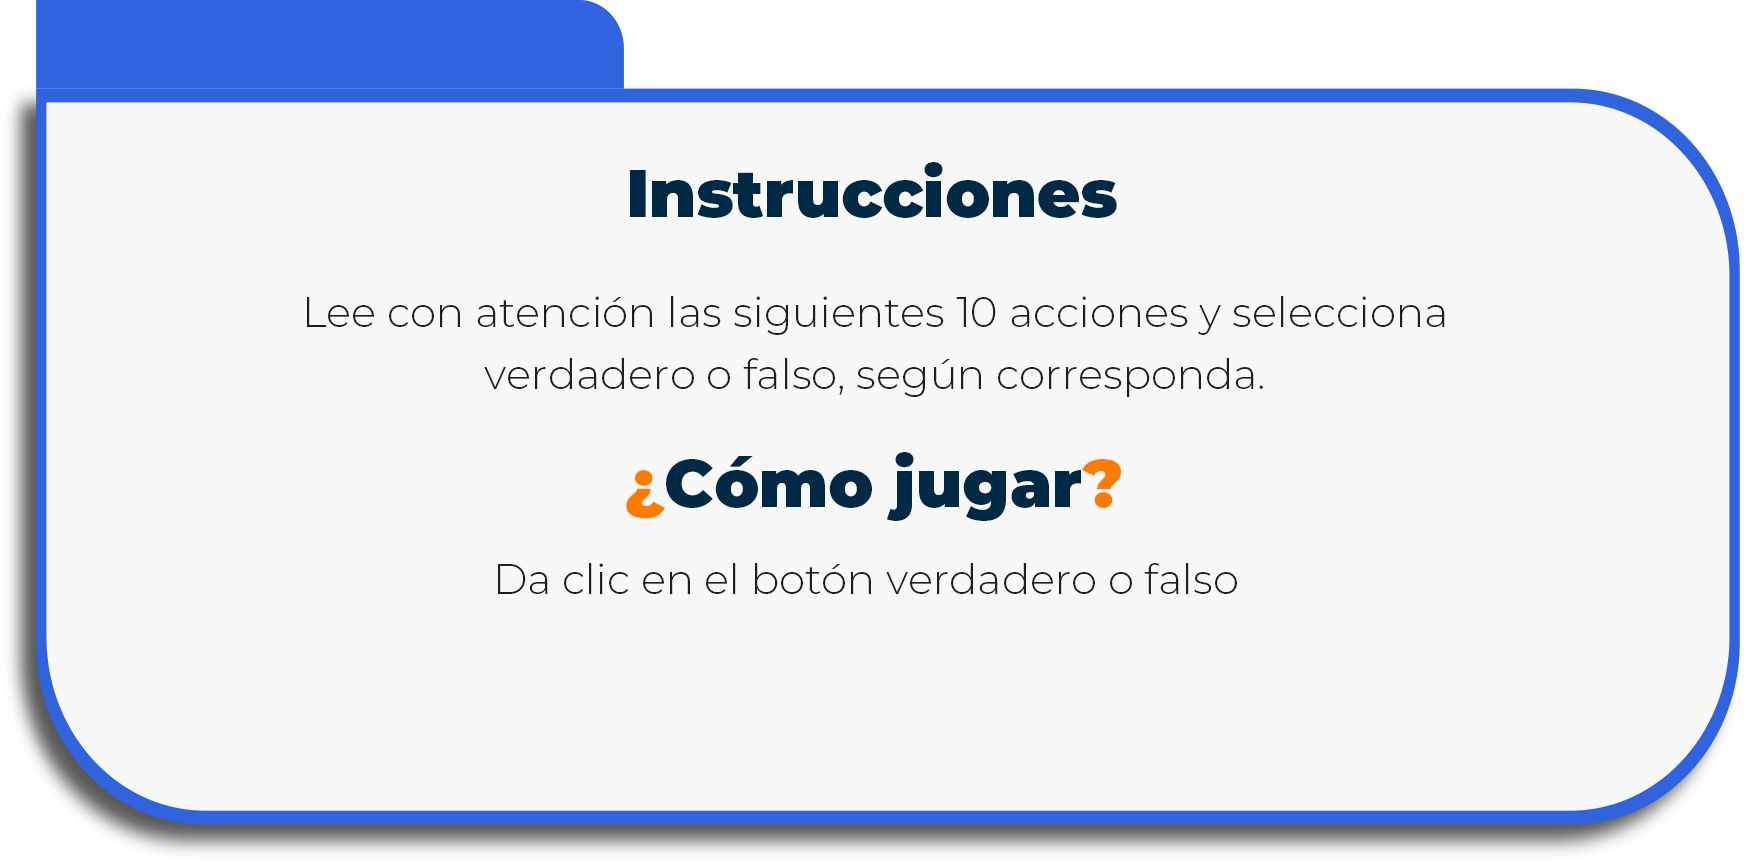 Instrucciones
Lee con atención las siguientes 10 acciones y selecciona
verdadero o falso, según corresponda.
¿Cómo jugar?
Da clic en el botón verdadero o falso